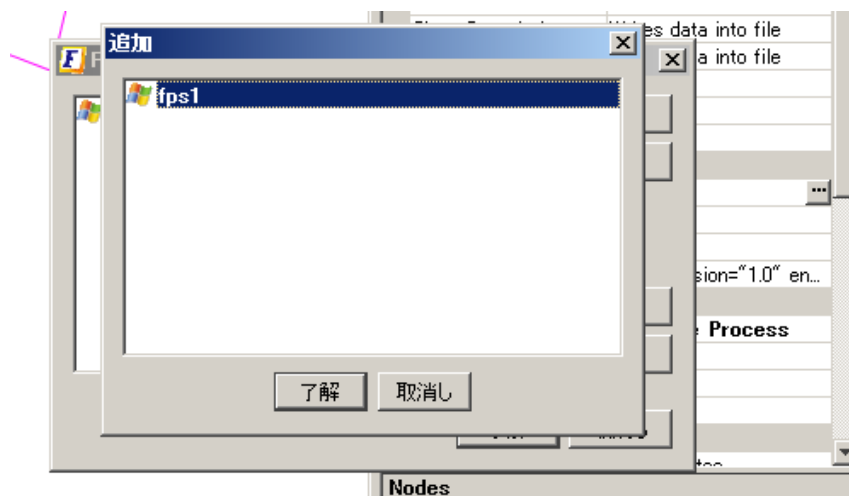 追加
fps1
了解
取消し
data into file
a into file
sion="1.0" en...
Process
Nodes